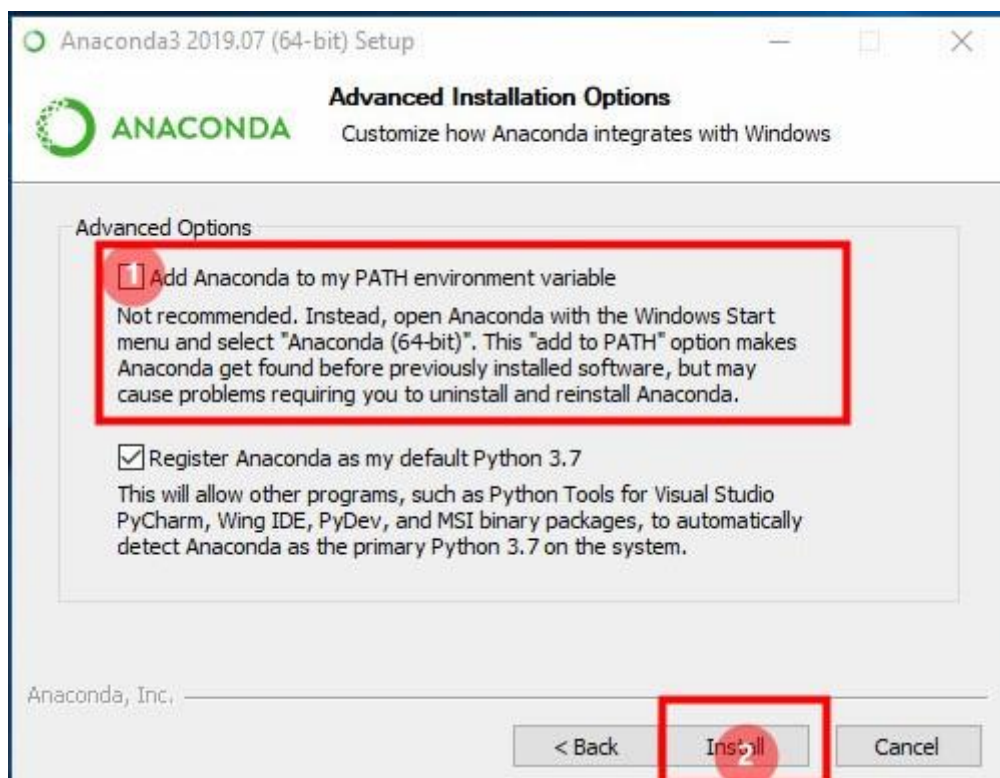 Anaconda3 2019.07 (64-bit) Setup
ANACONDA
Advanced Installation Options
Customize how Anaconda integrates with Windows
Advanced Options
1
Add Anaconda to my PATH environment variable
Not recommended. Instead, open Anaconda with the Windows Start
menu and select "Anaconda (64-bit)". This "add to PATH" option makes
Anaconda get found before previously installed software, but may
cause problems requiring you to uninstall and reinstall Anaconda.
Register Anaconda as my default Python 3.7
This will allow other programs, such as Python Tools for Visual Studio
PyCharm, Wing IDE, PyDev, and MSI binary packages, to automatically
detect Anaconda as the primary Python 3.7 on the system.
Anaconda, Inc.
< Back
Install
2
Cancel